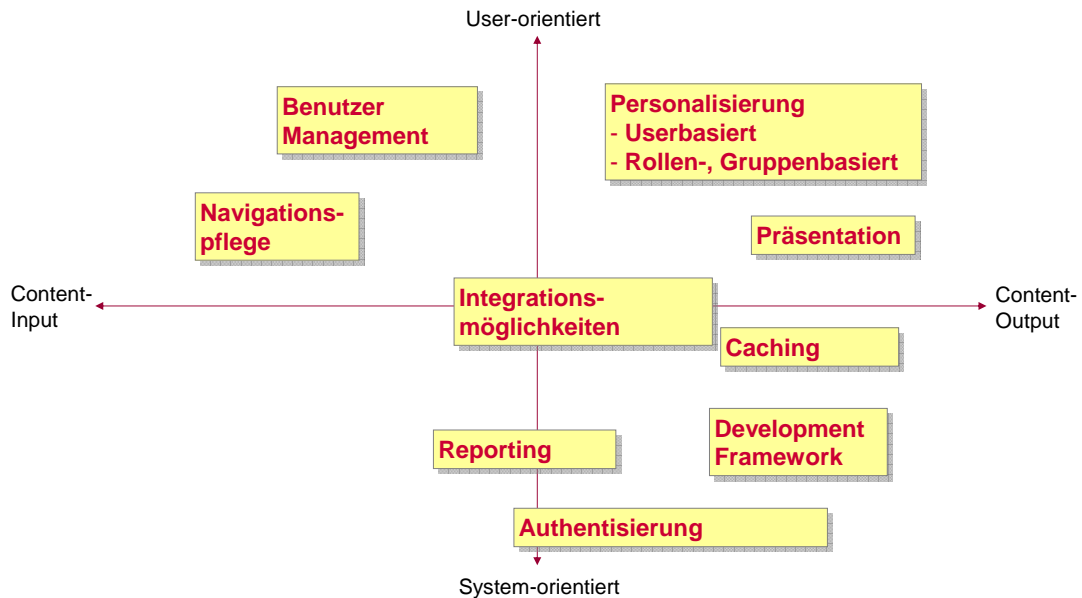 User-orientiert
Benutzer
Management
Personalisierung
- Userbasiert
- Rollen-, Gruppenbasiert
Navigations-
pflege
Präsentation
Content-
Input
Integrations-
möglichkeiten
Content-
Output
Caching
Reporting
Development
Framework
Authentisierung
System-orientiert